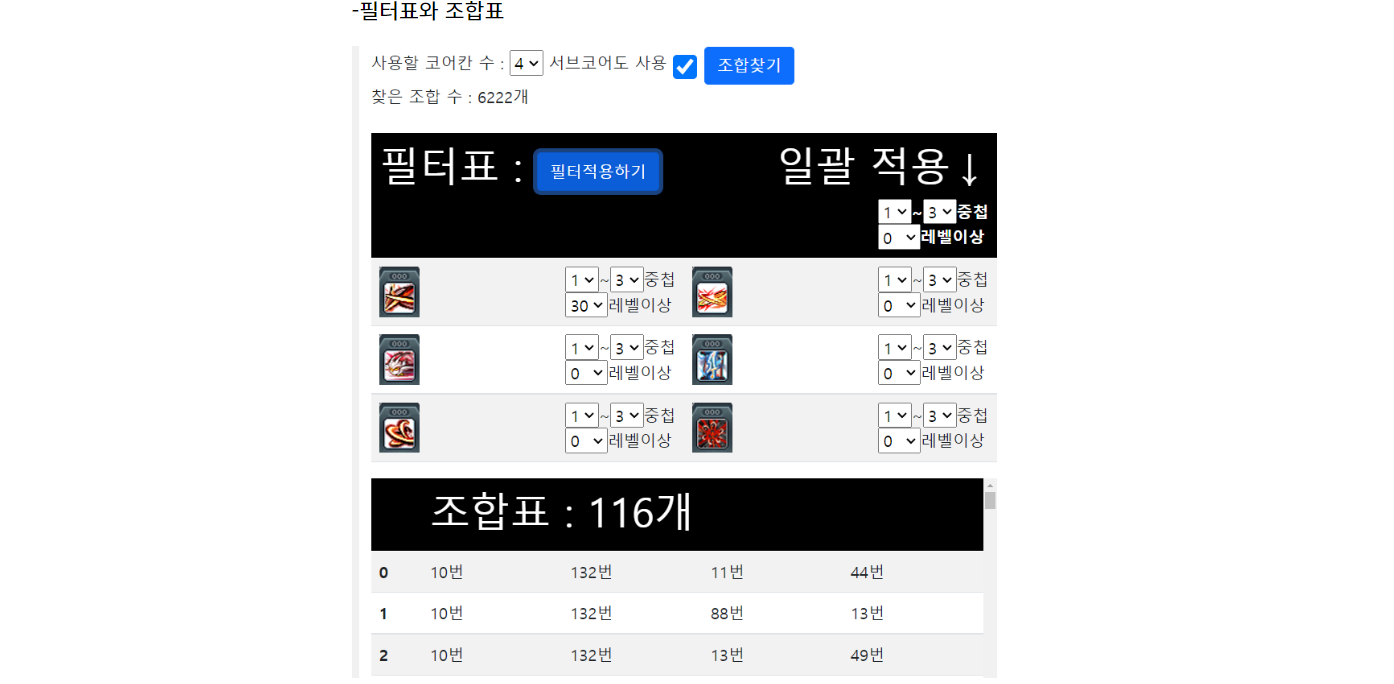 -필터표와 조합표
사용할 코어칸 수 : 4 서브코어도 사용 조합찾기
찾은 조합 수 : 6222개
필터표 : 필터적용하기 일괄 적용↓
1 ~ 3 중첩
0 레벨이상
1 ~ 3 중첩 1 ~ 3 중첩
30 레벨이상 0 레벨이상
1 ~ 3 중첩 1 ~ 3 중첩
0 레벨이상 0 레벨이상
1 ~ 3 중첩 1 ~ 3 중첩
0 레벨이상 0 레벨이상
조합표 : 116개
0 10번 132번 11번 44번
1 10번 132번 88번 13번
2 10번 132번 13번 49번